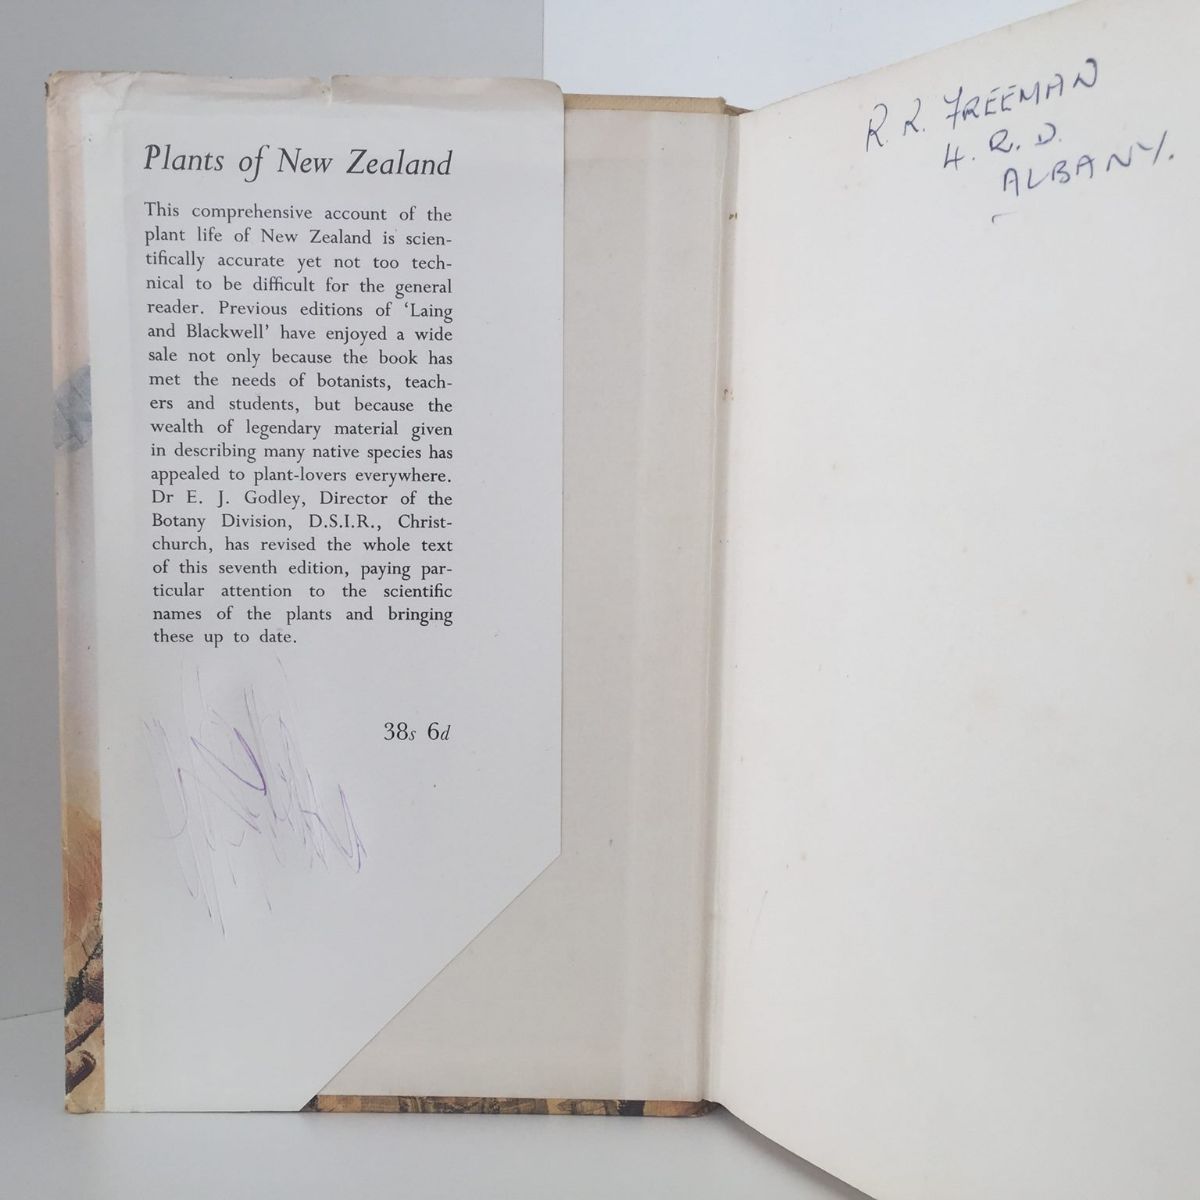 Plants of New Zealand
This comprehensive account of the
plant life of New Zealand is scien-
tifically accurate yet not too tech-
nical to be difficult for the general
reader. Previous editions of ‘Laing
and Blackwell’ have enjoyed a wide
sale not only because the book has
met the needs of botanists, teach-
ers and students, but because the
wealth of legendary material given
in describing many native species has
appealed to plant-lovers everywhere.
Dr E. J. Godley, Director of the
Botany Division, D.S.I.R., Christ-
church, has revised the whole text
of this seventh edition, paying par-
ticular attention to the scientific
names of the plants and bringing
these up to date.
38s 6d
R. R. FREEMAN
4. R. D.
ALBANY.